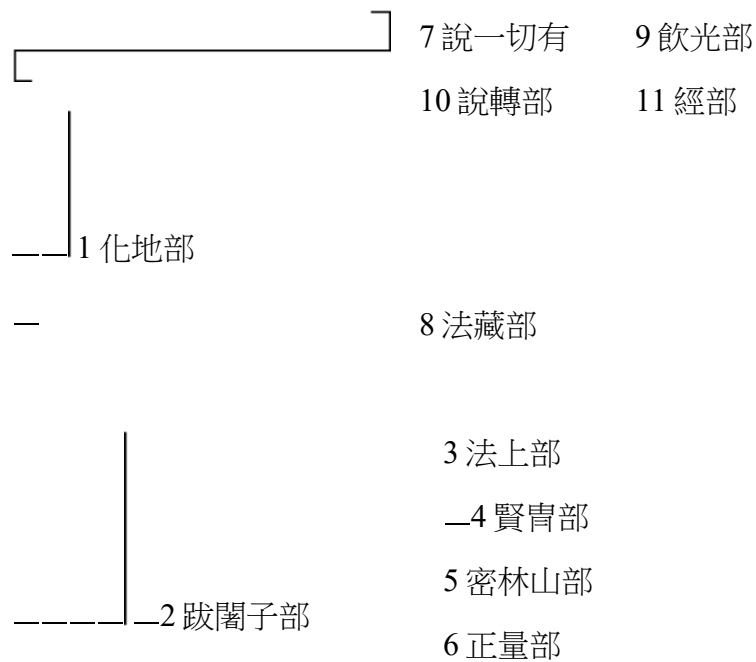 7 說一切有 9 飲光部
10 說轉部 11 經部
1 化地部
8 法藏部
3 法上部
4 賢冑部
5 密林山部
2 跋闍子部
6 正量部